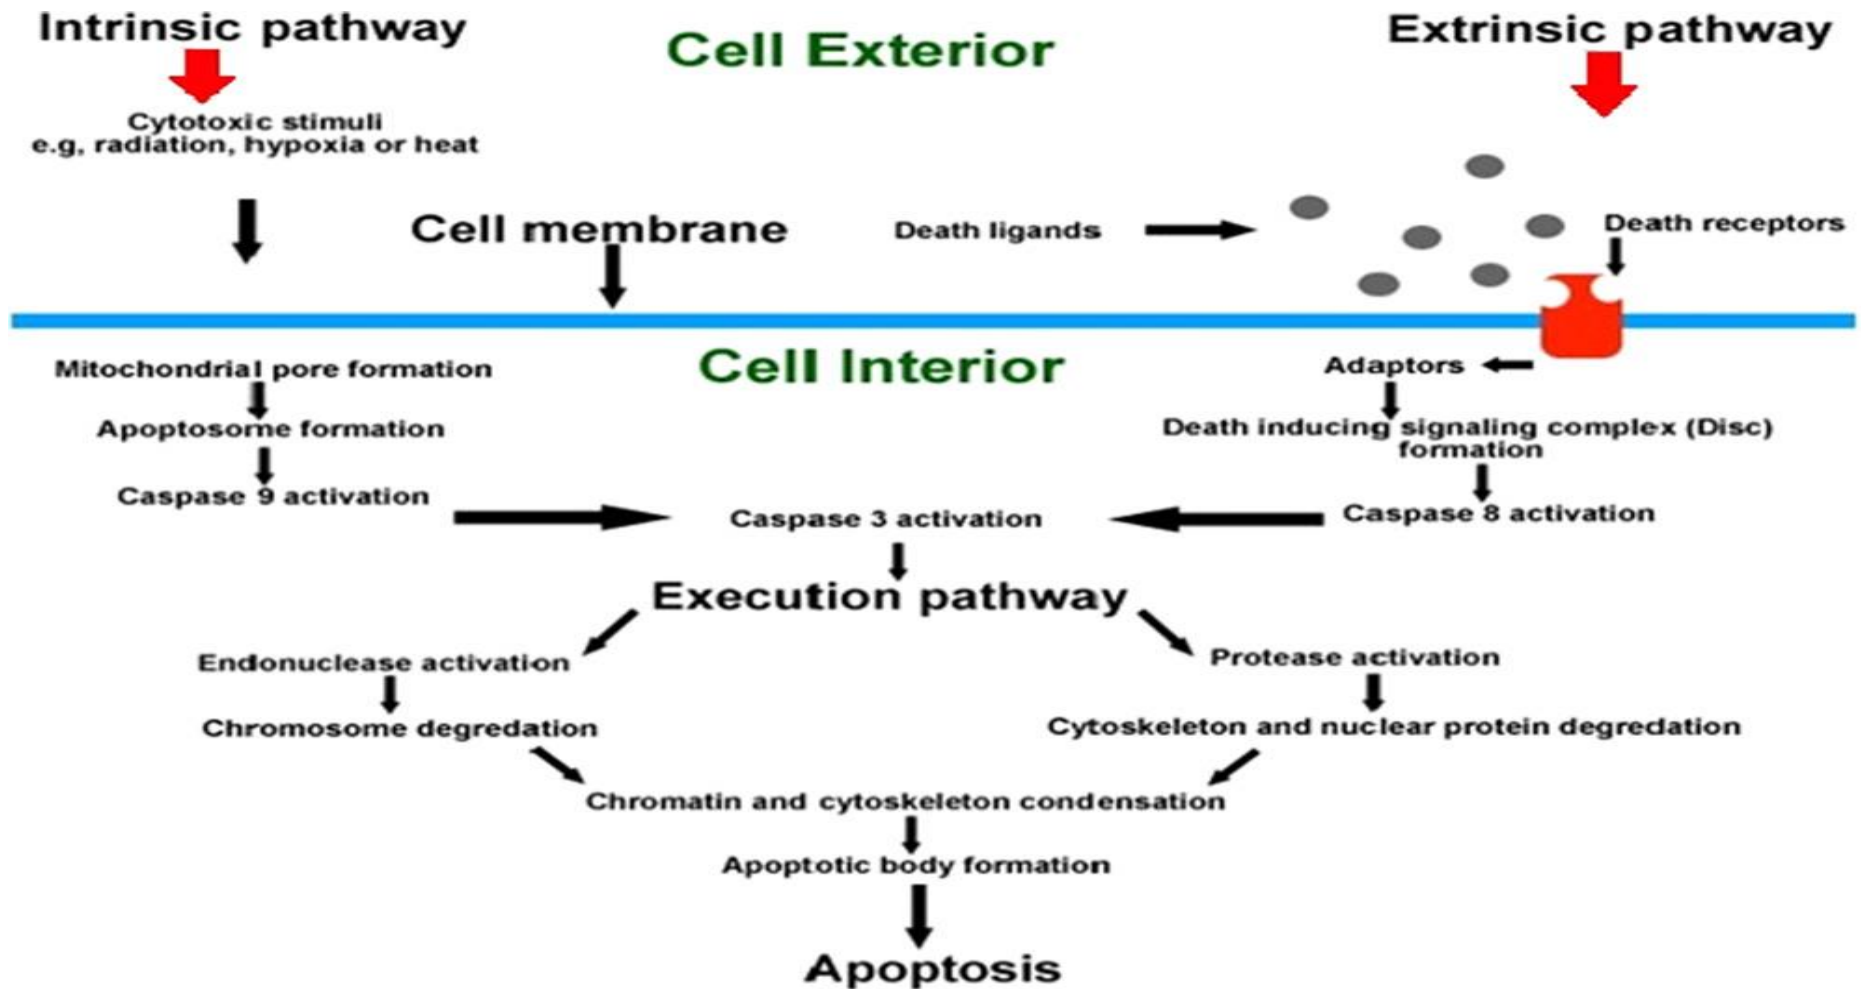 Intrinsic pathway
Cell Exterior
Extrinsic pathway
Cytotoxic stimuli
e.g, radiation, hypoxia or heat
Cell membrane
Death ligands
Death receptors
Mitochondrial pore formation
Cell Interior
Adaptors
Apoptosome formation
Death inducing signaling complex (Disc)
formation
Caspase 9 activation
Caspase 3 activation
Caspase 8 activation
Execution pathway
Endonuclease activation
Protease activation
Chromosome degredation
Cytoskeleton and nuclear protein degredation
Chromatin and cytoskeleton condensation
Apoptotic body formation
Apoptosis